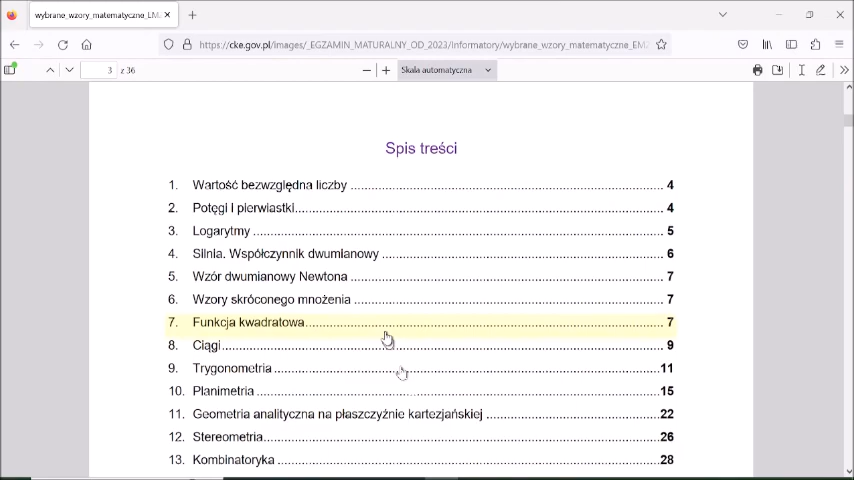 wybrane_wzory_matematyczne_EM.
https://cke.gov.pl/images/_EGZAMIN_MATURALNY_OD_2023/Informatory/wybrane_wzory_matematyczne_EM
3 z 36
Skala automatyczna
Spis treści
1. Wartość bezwzględna liczby 4
2. Potęgi i pierwiastki 4
3. Logarytmy 5
4. Silnia. Współczynnik dwumianowy 6
5. Wzór dwumianowy Newtona 7
6. Wzory skróconego mnożenia 7
7. Funkcja kwadratowa 7
8. Ciągi 9
9. Trygonometria 11
10. Planimetria 15
11. Geometria analityczna na płaszczyźnie kartezjańskiej 22
12. Stereometria 26
13. Kombinatoryka 28